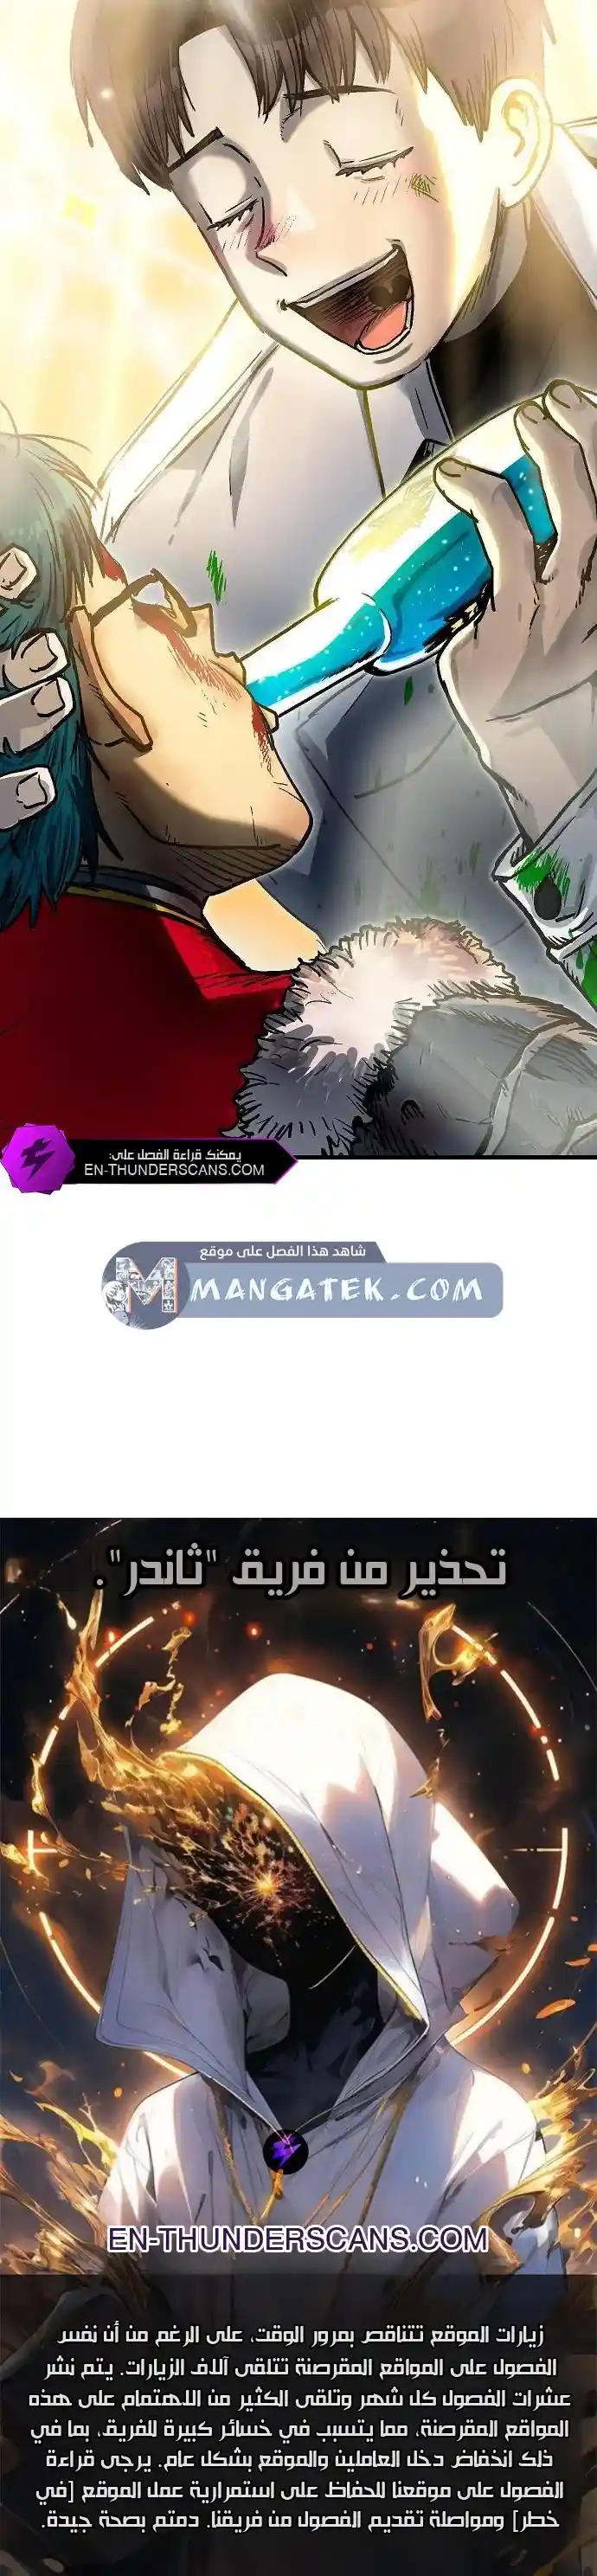 يمكنك قراءة الفصل على:
EN-THUNDERSCANS.COM
شاهد هذا الفصل على موقع
MANGATEK.COM
تحذير من فريق "ثاندر".
EN-THUNDERSCANS.COM
زيارات الموقع تتناقص بمرور الوقت، على الرغم من أن نفس
الفصول على المواقع المقرصنة تتلقى آلاف الزيارات. يتم نشر
عشرات الفصول كل شهر وتلقى الكثير من الاهتمام على هذه
المواقع المقرصنة، مما يتسبب في خسائر كبيرة للفريق، بما في
ذلك انخفاض دخل العاملين والموقع بشكل عام. يرجى قراءة
الفصول على موقعنا للحفاظ على استمرارية عمل الموقع [في
خطر] ومواصلة تقديم الفصول من فريقنا. دمتم بصحة جيدة.